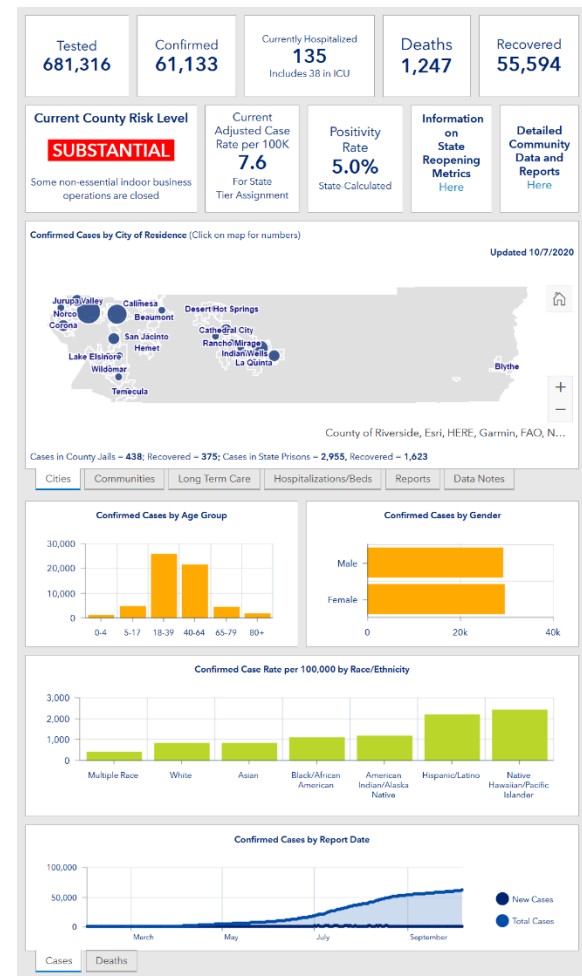 Tested
681,316
Confirmed
61,133
Currently Hospitalized
135
Includes 38 in ICU
Deaths
1,247
Recovered
55,594
Current County Risk Level
SUBSTANTIAL
Some non-essential indoor business
operations are closed
Current
Adjusted Case
Rate per 100K
7.6
For State
Tier Assignment
Positivity
Rate
5.0%
State-Calculated
Information
on
State
Reopening
Metrics
Here
Detailed
Community
Data and
Reports
Here
Confirmed Cases by City of Residence (Click on map for numbers)
Updated 10/7/2020
Jurupa Valley
Norco
Corona
Calimesa
Beaumont
Desert Hot Springs
San Jacinto
Hemet
Cathedral City
Rancho Mirage
Indian Wells
La Quinta
Lake Elsinore
Wildomar
Temecula
Blythe
+
−
County of Riverside, Esri, HERE, Garmin, FAO, N...
Cases in County Jails – 438; Recovered – 375; Cases in State Prisons – 2,955, Recovered – 1,623
Cities
Communities
Long Term Care
Hospitalizations/Beds
Reports
Data Notes
Confirmed Cases by Age Group
30,000
20,000
10,000
0
0-4 5-17 18-39 40-64 65-79 80+
Confirmed Cases by Gender
Male
Female
0 20k 40k
Confirmed Case Rate per 100,000 by Race/Ethnicity
3,000
2,000
1,000
0
Multiple Race
White
Asian
Black/African
American
American
Indian/Alaska
Native
Hispanic/Latino
Native
Hawaiian/Pacific
Islander
Confirmed Cases by Report Date
100,000
50,000
0
March May July September
New Cases
Total Cases
Cases
Deaths